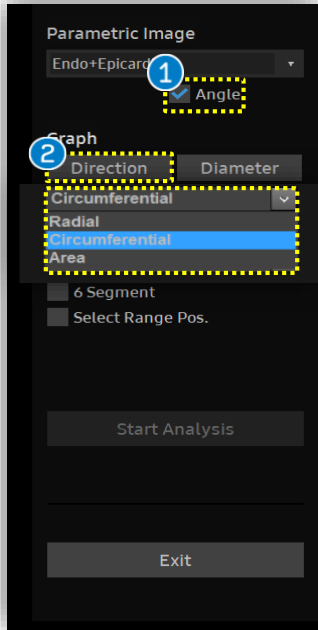 Parametric Image
Endo+Epicard
1
Angle
Graph
2
Direction Diameter
Circumferential
Radial
Circumferential
Area
6 Segment
Select Range Pos.
Start Analysis
Exit